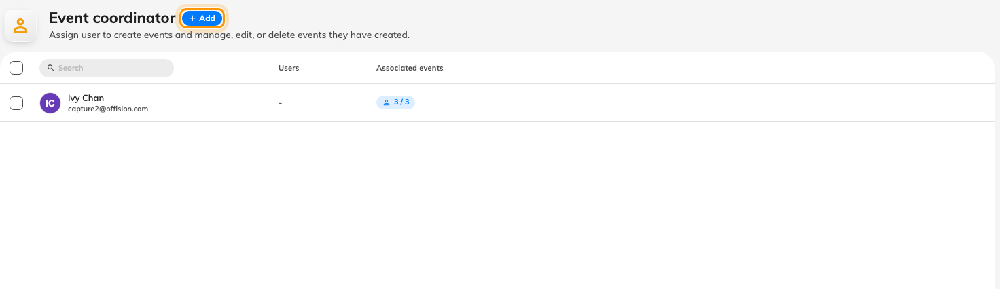 Event coordinator
+ Add
Assign user to create events and manage, edit, or delete events they have created.
Search
Users
Associated events
IC
Ivy Chan
capture2@offision.com
-
3 / 3